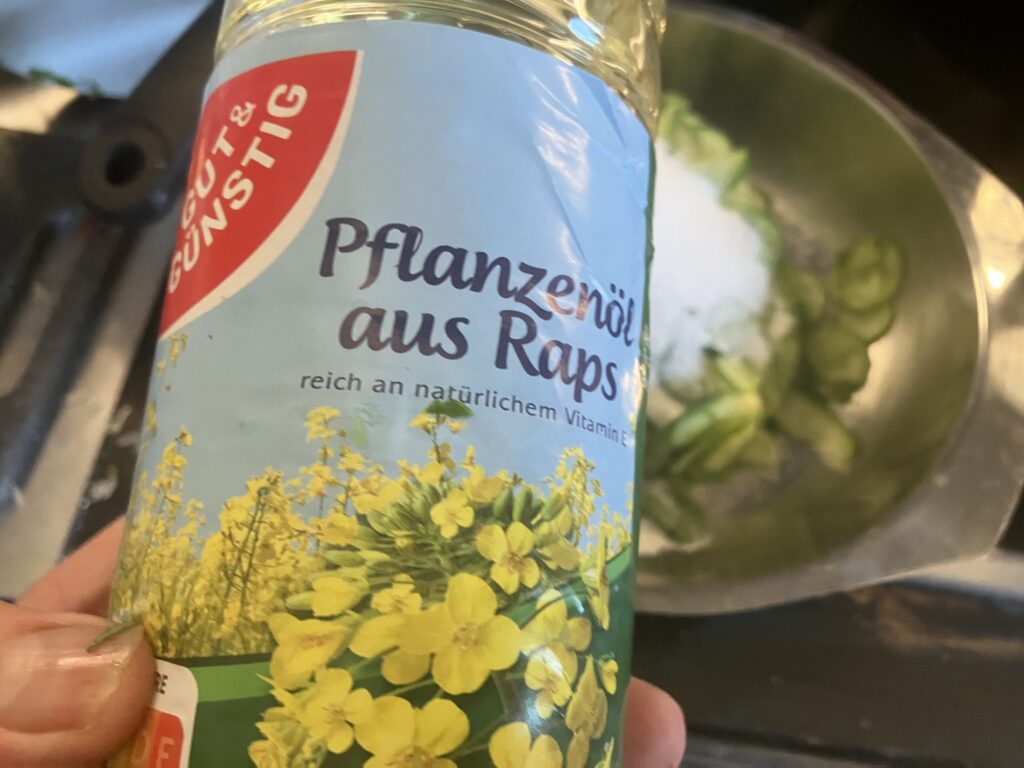 GUT &
GÜNSTIG
Pflanzenöl
aus Raps
reich an natürlichem Vitamin E